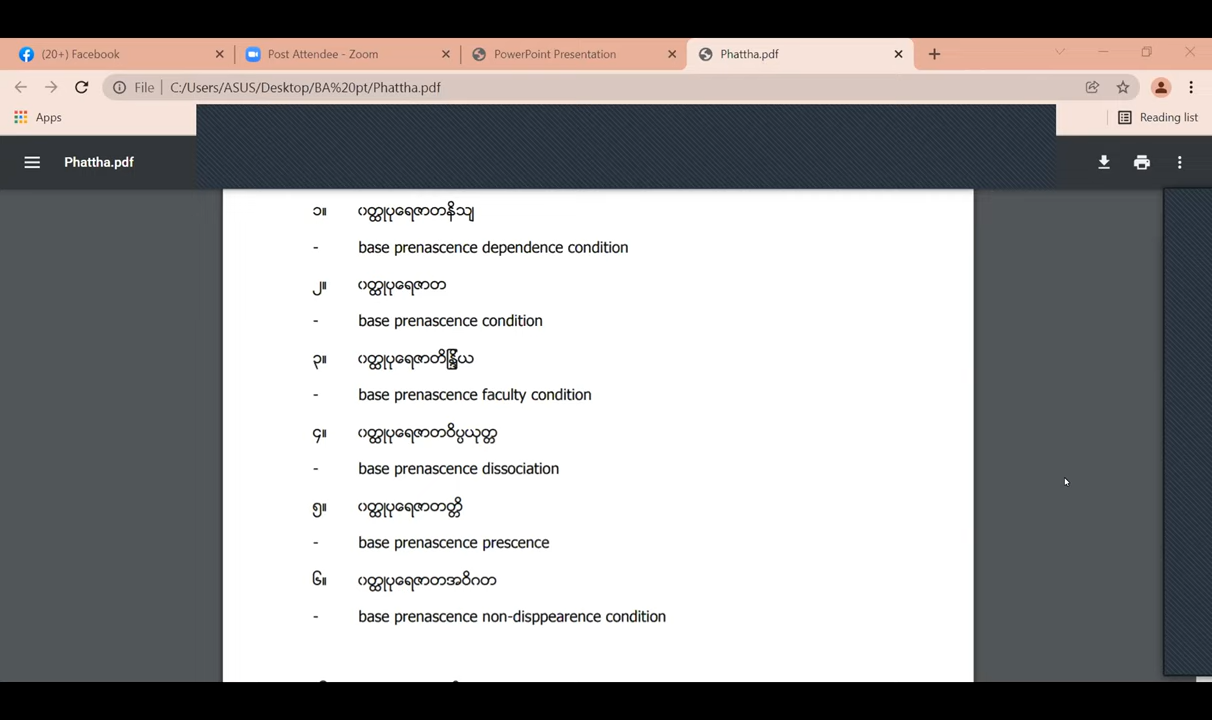 (20+) Facebook
Post Attendee - Zoom
PowerPoint Presentation
Phattha.pdf
File
C:/Users/ASUS/Desktop/BA%20pt/Phattha.pdf
Apps
Reading list
Phattha.pdf
၁။ ဝတ္ထုပုရေဇာတနိဿျ
- base prenascence dependence condition
၂။ ဝတ္ထုပုရေဇာတ
- base prenascence condition
၃။ ဝတ္ထုပုရေဇာတိန္ဒြိယ
- base prenascence faculty condition
၄။ ဝတ္ထုပုရေဇာတဝိပ္ပယုတ္တ
- base prenascence dissociation
၅။ ဝတ္ထုပုရေဇာတတ္ထိ
- base prenascence prescence
၆။ ဝတ္ထုပုရေဇာတအဝိဂတ
- base prenascence non-disppearence condition